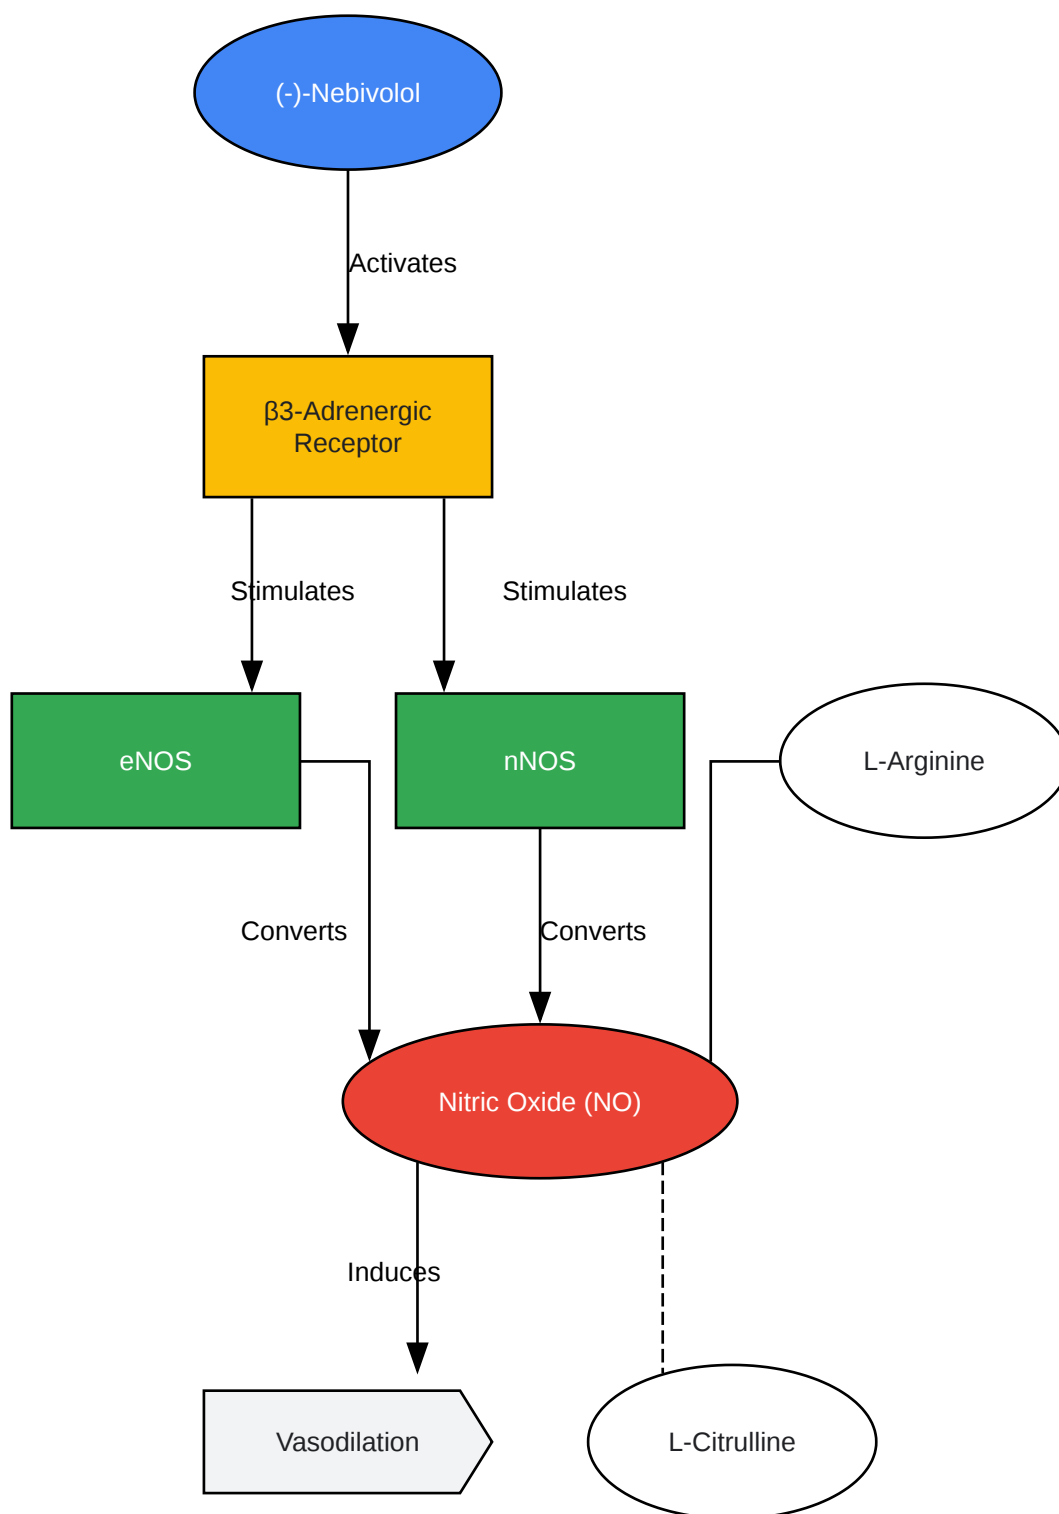 (-)-Nebivolol
Activates
β3-Adrenergic
Receptor
Stimulates
Stimulates
eNOS
nNOS
L-Arginine
Converts
Converts
Nitric Oxide (NO)
Induces
Vasodilation
L-Citrulline